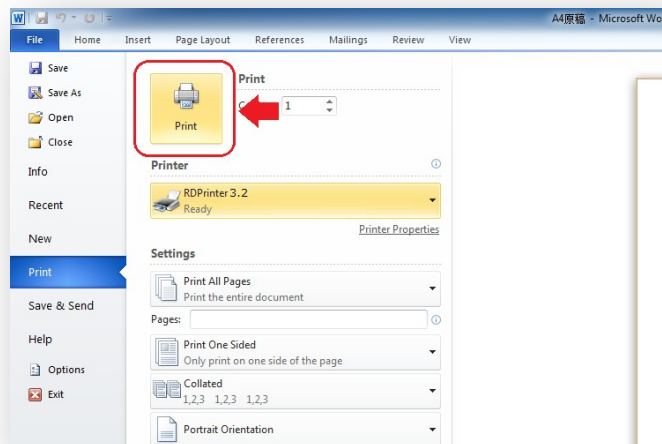 W
A4原稿 - Microsoft Wo
File Home Insert Page Layout References Mailings Review View
Save
Save As
Open
Close
Info
Recent
New
Print
Save & Send
Help
Options
Exit
Print
Print
1
Printer
RDPrinter 3.2
Ready
Printer Properties
Settings
Print All Pages
Print the entire document
Pages:
Print One Sided
Only print on one side of the page
Collated
1,2,3 1,2,3 1,2,3
Portrait Orientation